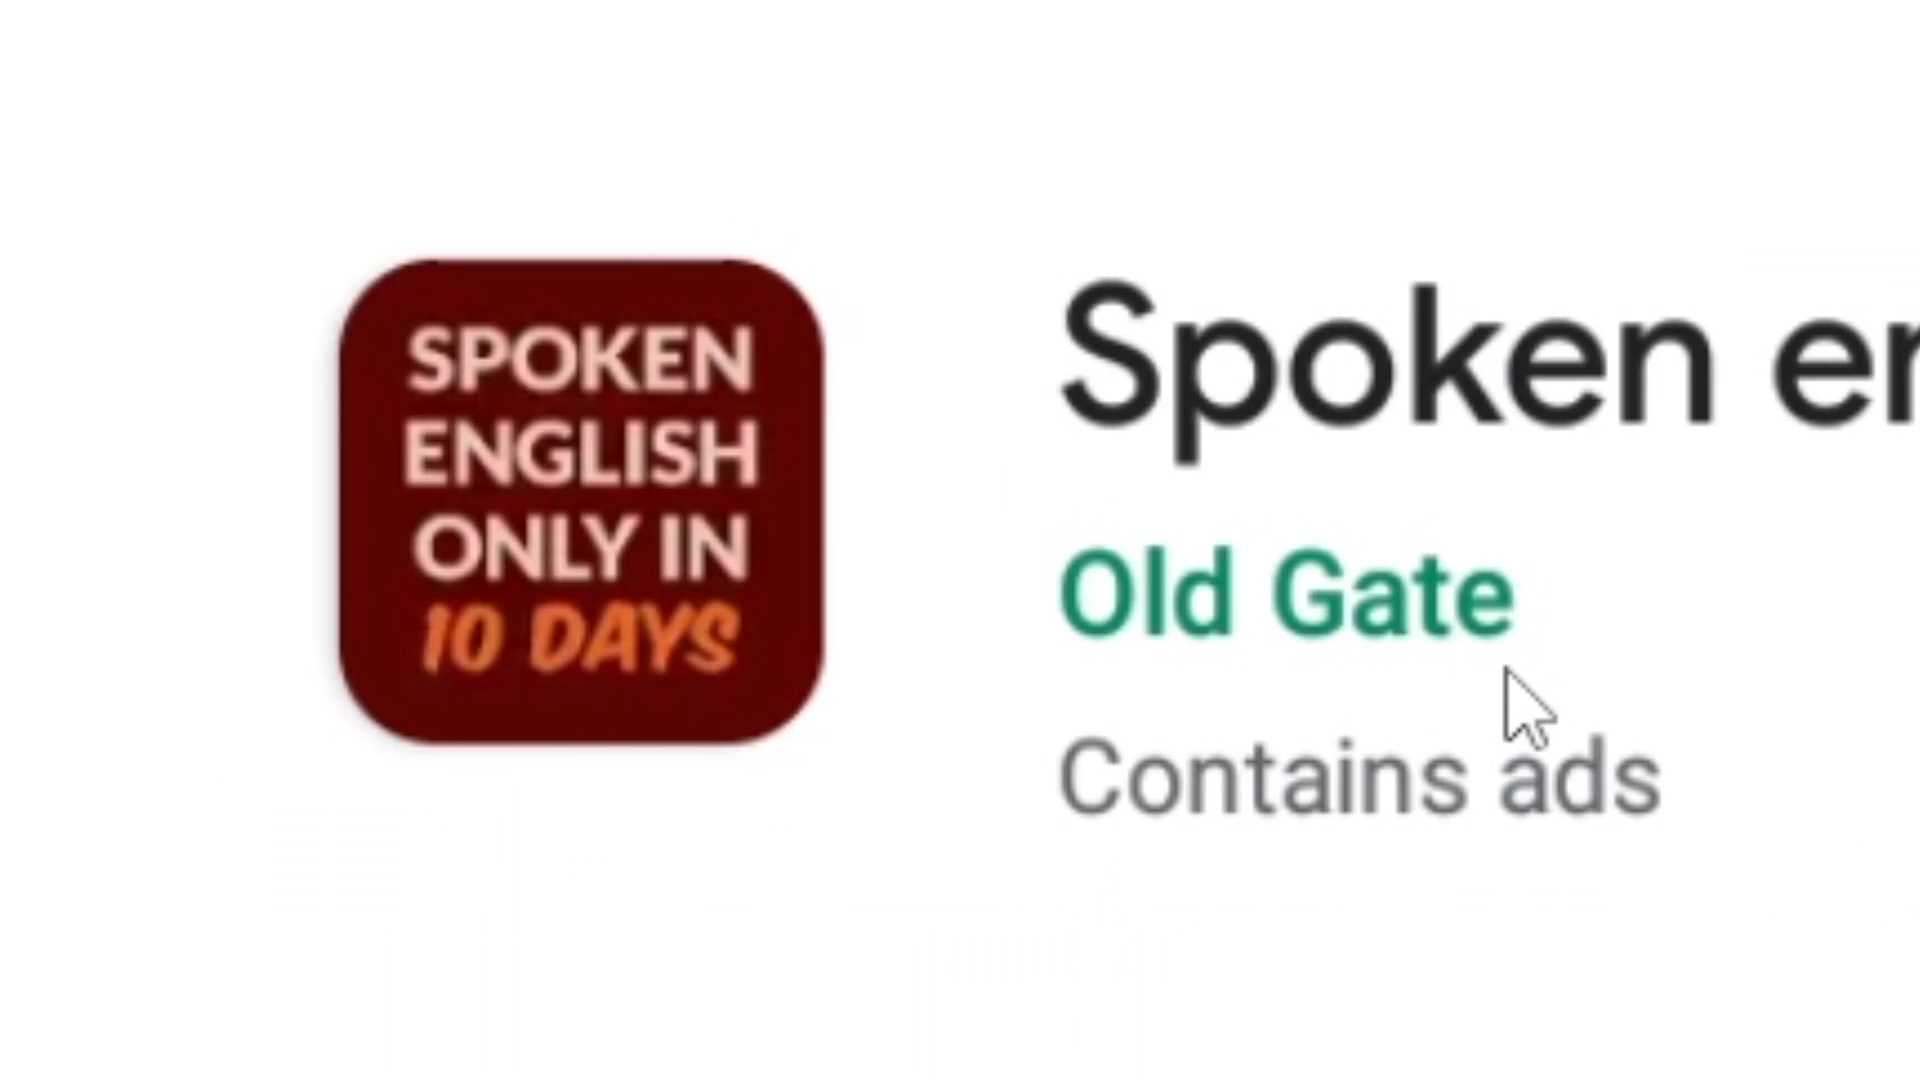 SPOKEN
ENGLISH
ONLY IN
10 DAYS
Spoken
Old Gate
Contains ads